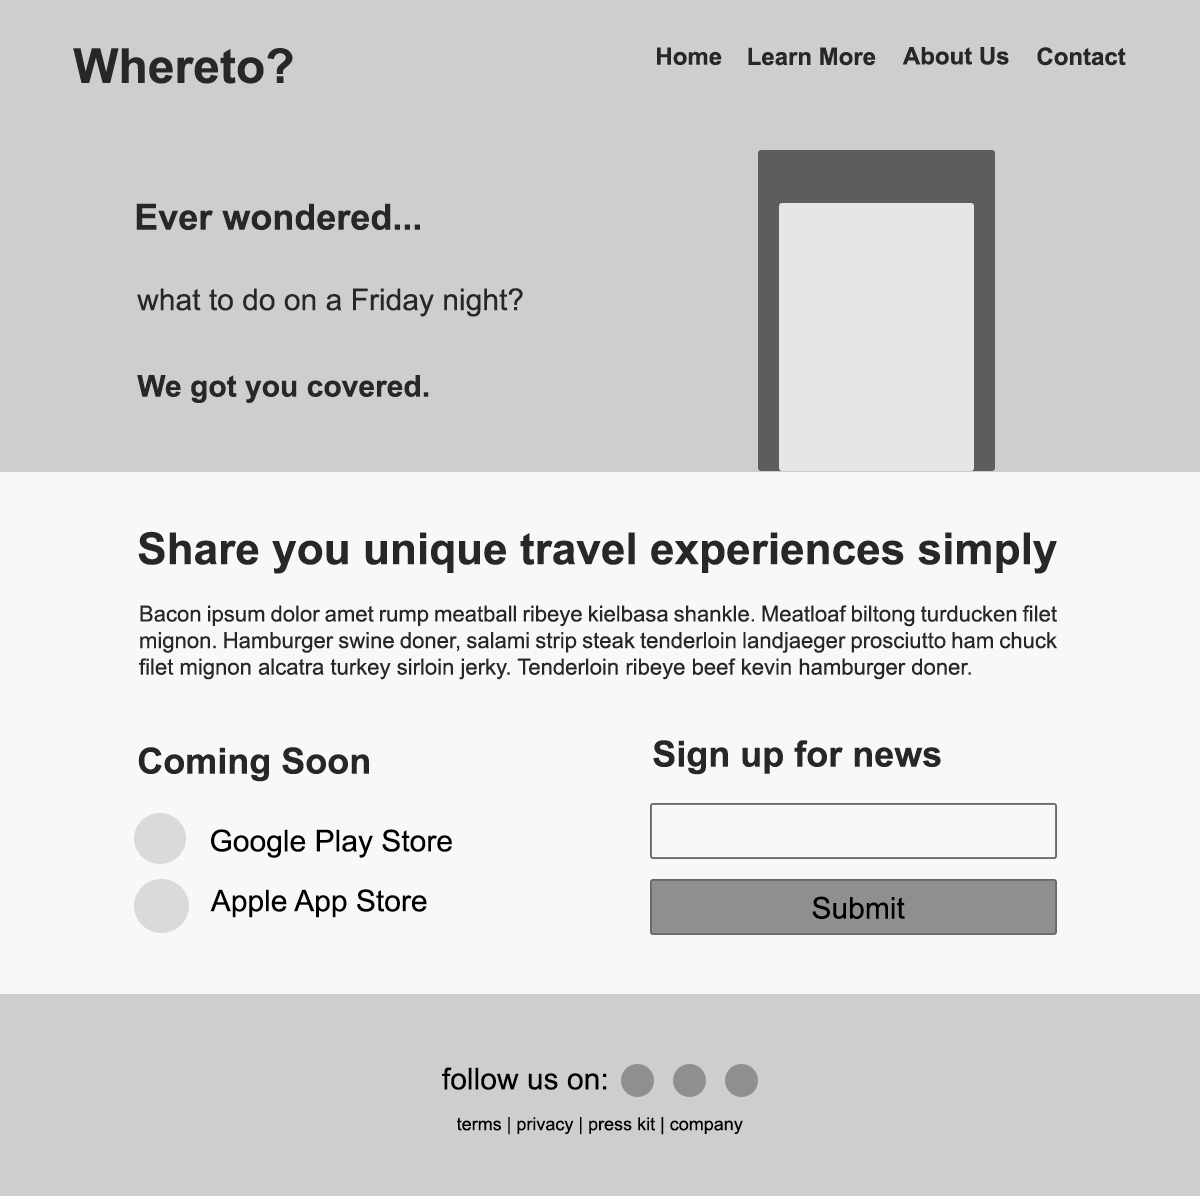 Whereto?
Home Learn More About Us Contact
Ever wondered...
what to do on a Friday night?
We got you covered.
Share you unique travel experiences simply
Bacon ipsum dolor amet rump meatball ribeye kielbasa shankle. Meatloaf biltong turducken filet
mignon. Hamburger swine doner, salami strip steak tenderloin landjaeger prosciutto ham chuck
filet mignon alcatra turkey sirloin jerky. Tenderloin ribeye beef kevin hamburger doner.
Coming Soon
Google Play Store
Apple App Store
Sign up for news
Submit
follow us on:
terms | privacy | press kit | company